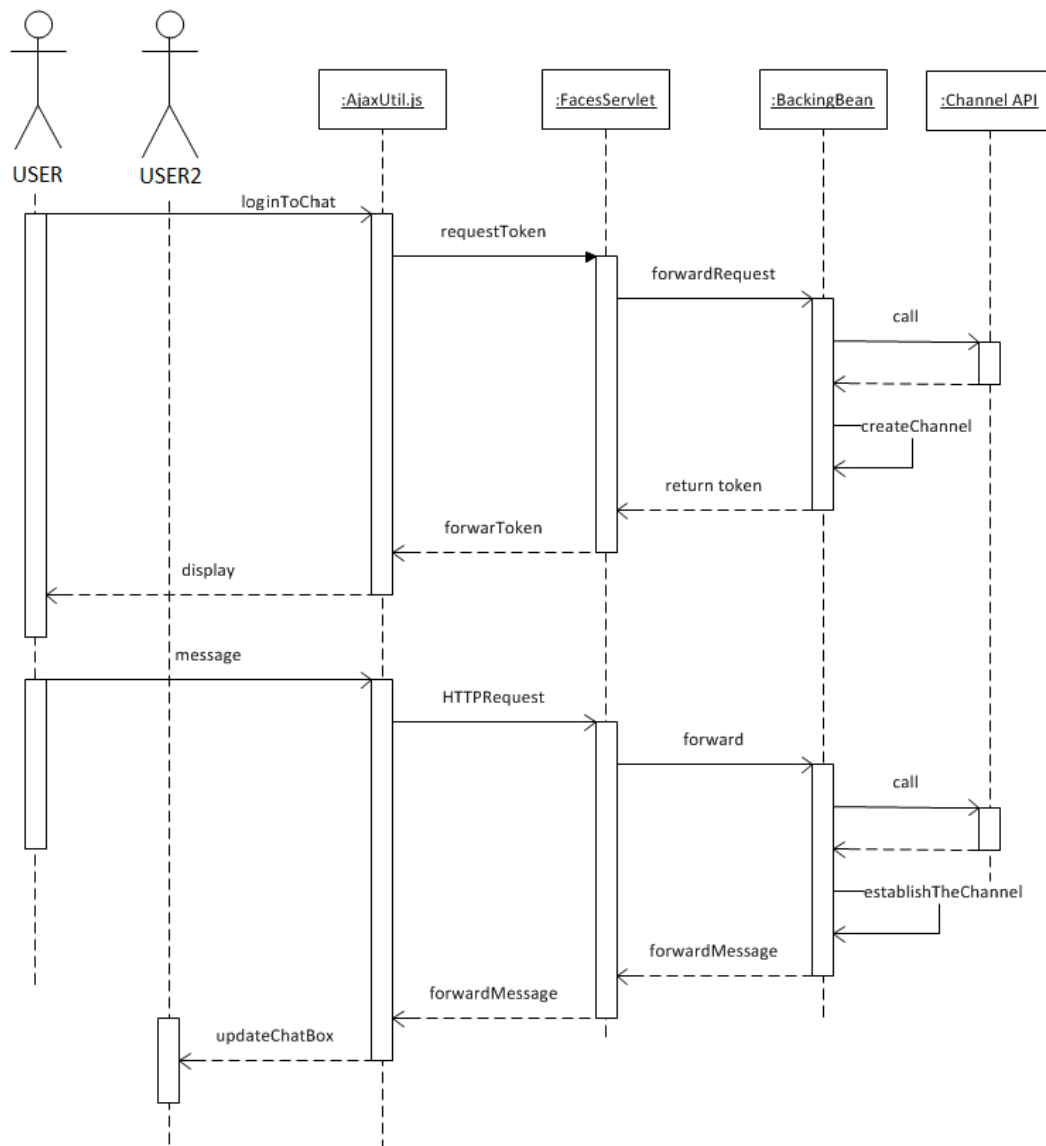 :AjaxUtil.js
:FacesServlet
:BackingBean
:Channel API
USER
USER2
loginToChat
requestToken
forwardRequest
call
createChannel
return token
forwarToken
display
message
HTTPRequest
forward
call
establishTheChannel
forwardMessage
forwardMessage
updateChatBox